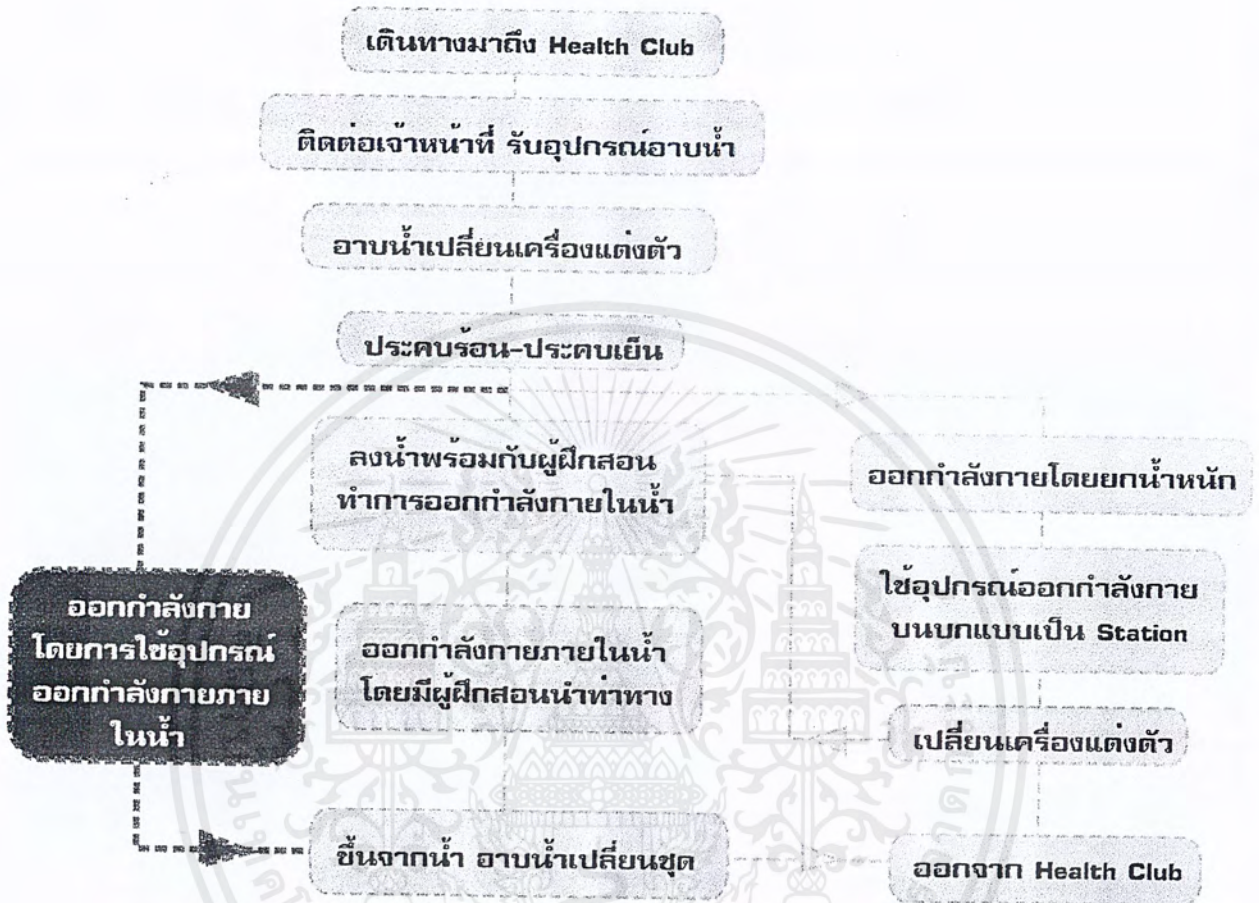 เดินทางมาถึง Health Club
ติดต่อเจ้าหน้าที่ รับอุปกรณ์อาบน้ำ
อาบน้ำเปลี่ยนเครื่องแต่งตัว
ประคบร้อน-ประคบเย็น
ลงน้ำพร้อมกับผู้ฝึกสอน
ทำการออกกำลังกายในน้ำ
ออกกำลังกายโดยยกน้ำหนัก
ใช้อุปกรณ์ออกกำลังกาย
บนบกแบบเป็น Station
ออกกำลังกาย
โดยการใช้อุปกรณ์
ออกกำลังกายภาย
ในน้ำ
ออกกำลังกายภายในน้ำ
โดยมีผู้ฝึกสอนนำท่าทาง
เปลี่ยนเครื่องแต่งตัว
ขึ้นจากน้ำ อาบน้ำเปลี่ยนชุด
ออกจาก Health Club